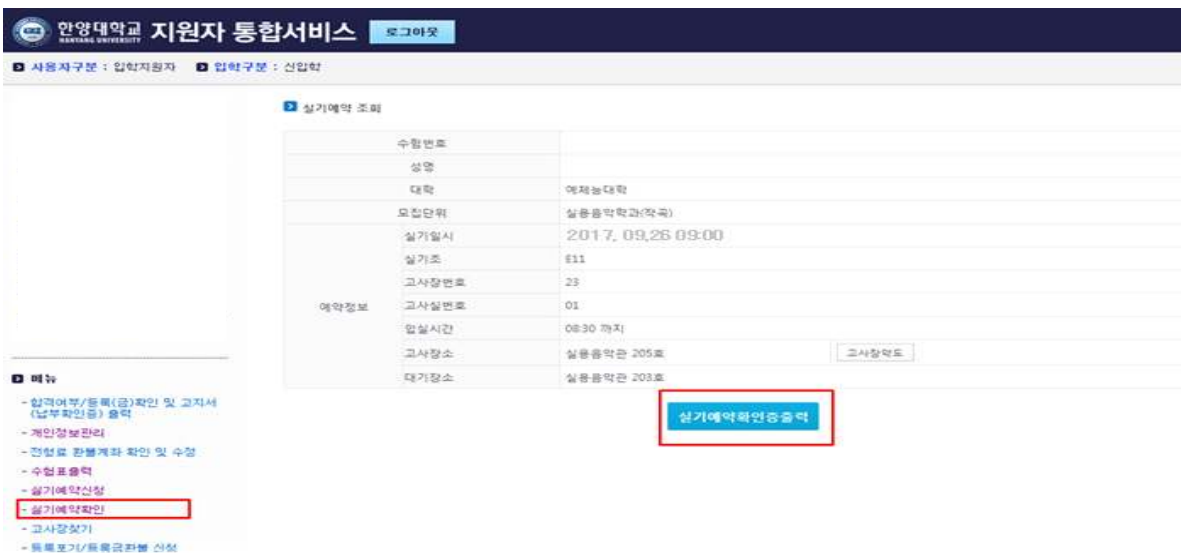 한양대학교 HANYANG UNIVERSITY 지원자 통합서비스 로그아웃
사용자구분 : 입학지원자 입학구분 : 신입학
실기예약 조회
수험번호
성명
대학 예체능대학
모집단위 실용음악학과(작곡)
예약정보
실기일시 2017, 09,26 09:00
실기조 E11
고사장번호 23
고사실번호 01
입실시간 08:30 까지
고사장소 실용음악관 205호 고사장약도
대기장소 실용음악관 203호
실기예약확인증출력
메뉴
- 합격여부/등록(금)확인 및 고지서
(납부확인증) 출력
- 개인정보관리
- 전형료 환불계좌 확인 및 수정
- 수험표출력
- 실기예약신청
- 실기예약확인
- 고사장찾기
- 등록포기/등록금환불 신청